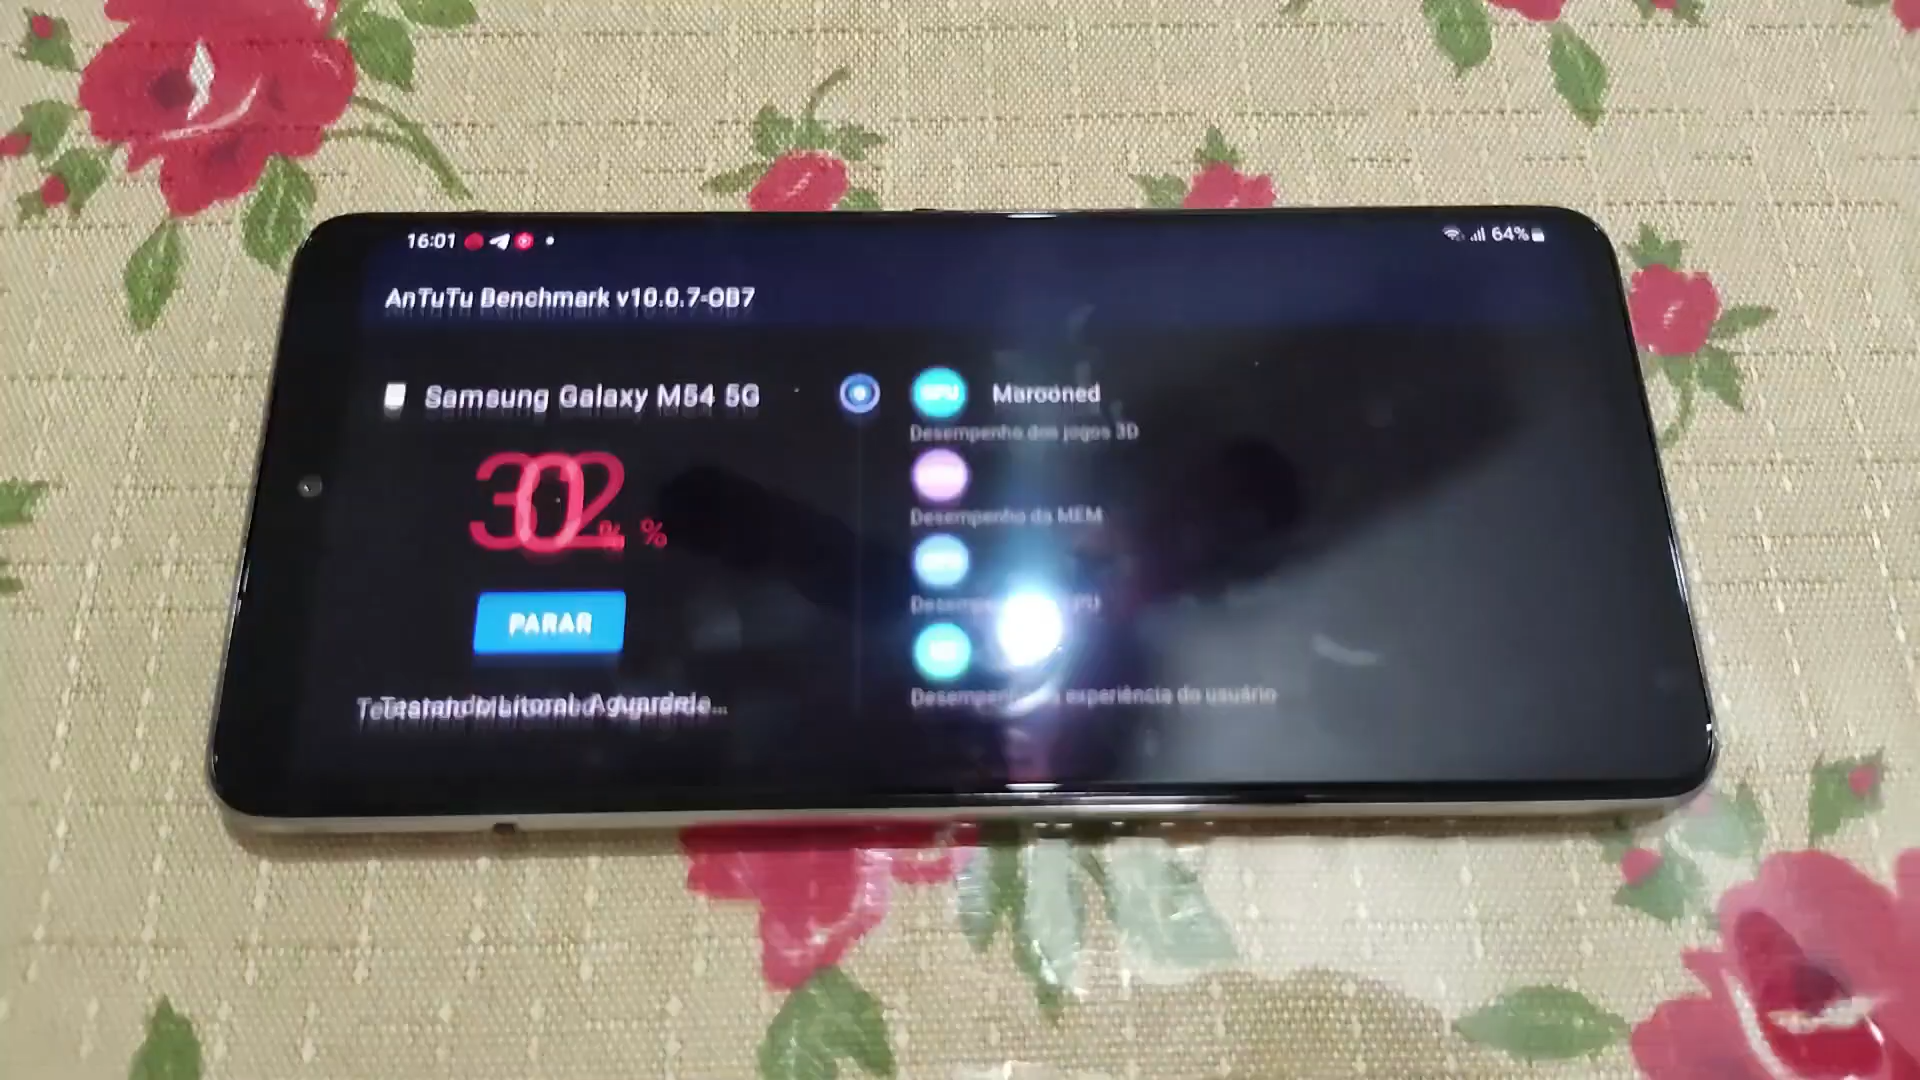 16:01
64%
AnTuTu Benchmark v10.0.7-OB7
Samsung Galaxy M54 5G
%
PARAR
Marooned
Desempenho dos jogos 3D
Desempenho da MEM
experiência do usuário